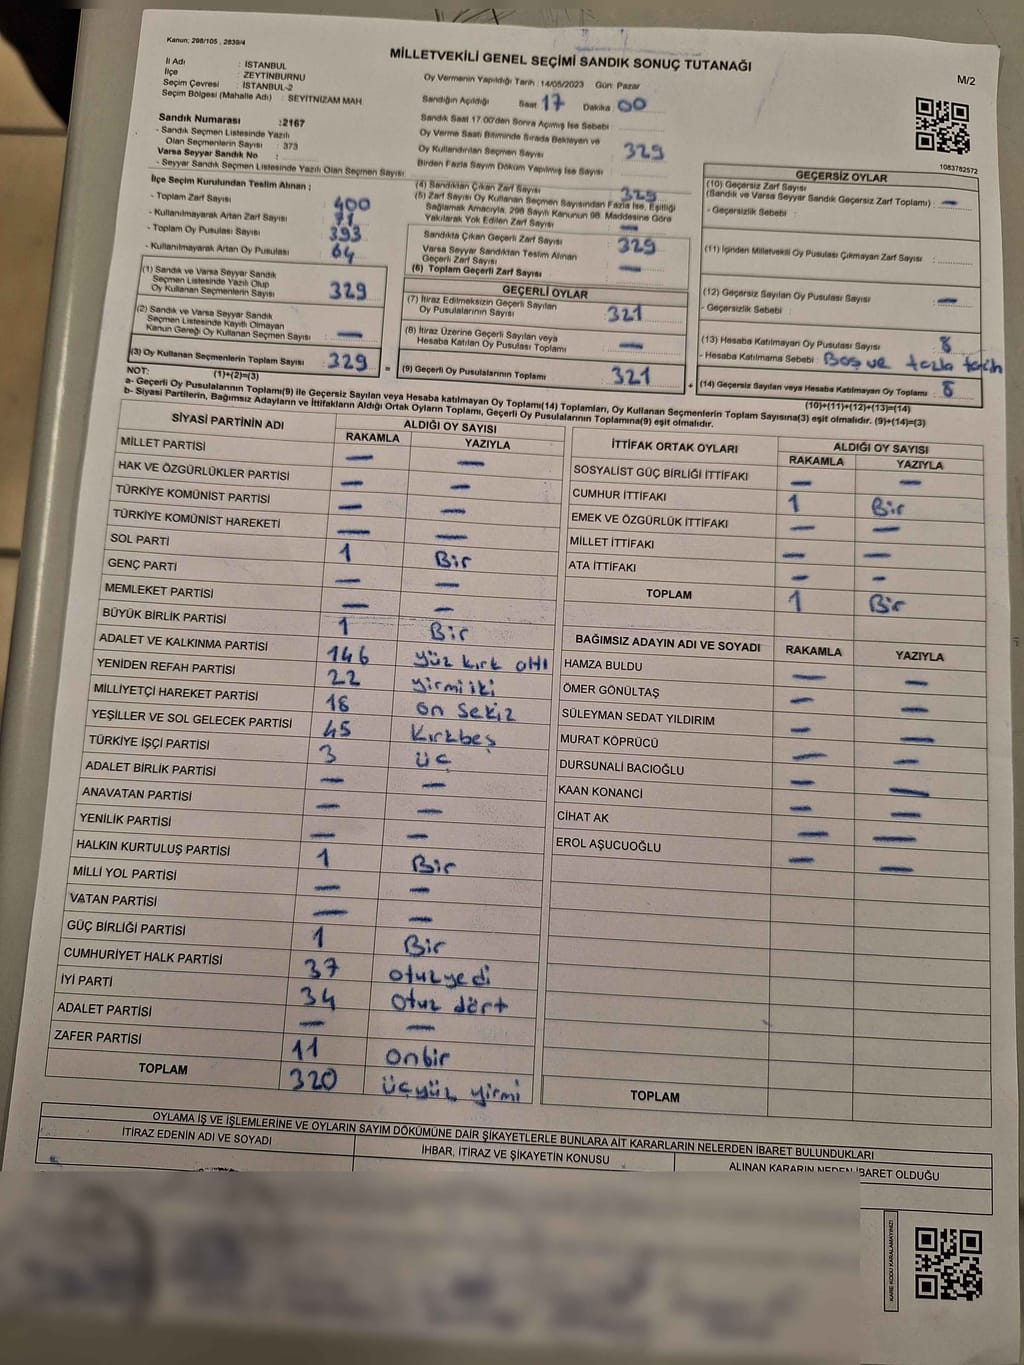 Kanun; 298/105 , 2839/4
MİLLETVEKİLİ GENEL SEÇİMİ SANDIK SONUÇ TUTANAĞI
M/2
İl Adı : İSTANBUL
İlçe : ZEYTİNBURNU
Seçim Çevresi : İSTANBUL-2
Seçim Bölgesi (Mahalle Adı) : SEYİTNİZAM MAH.
Oy Vermenin Yapıldığı Tarih : 14/05/2023 Gün: Pazar
Sandığın Açıldığı Saat 17 Dakika 00
Sandık Saat 17.00'den Sonra Açımış İse Sebebi :
Oy Verme Saati Bitiminde Sırada Bekleyen ve
Oy Kullandırılan Seçmen Sayısı : 329
Birden Fazla Sayım Döküm Yapılmış İse Sayısı :
Sandık Numarası :2167
- Sandık Seçmen Listesinde Yazılı
Olan Seçmenlerin Sayısı : 373
Varsa Seyyar Sandık No :
- Seyyar Sandık Seçmen Listesinde Yazılı Olan Seçmen Sayısı
1083782572
İlçe Seçim Kurulundan Teslim Alınan ;
- Toplam Zarf Sayısı : 400
- Kullanılmayarak Artan Zarf Sayısı : 71
- Toplam Oy Pusulası Sayısı : 393
- Kullanılmayarak Artan Oy Pusulası : 64
(1) Sandık ve Varsa Seyyar Sandık
Seçmen Listesinde Yazılı Olup
Oy Kullanan Seçmenlerin Sayısı : 329
(2) Sandık ve Varsa Seyyar Sandık
Seçmen Listesinde Kayıtlı Olmayan
Kanun Gereği Oy Kullanan Seçmen Sayısı : —
(3) Oy Kullanan Seçmenlerin Toplam Sayısı : 329
(4) Sandıktan Çıkan Zarf Sayısı : 329
(5) Zarf Sayısı Oy Kullanan Seçmen Sayısından Fazla İse, Eşitliği
Sağlamak Amacıyla, 298 Sayılı Kanunun 98. Maddesine Göre
Yakılarak Yok Edilen Zarf Sayısı : —
Sandıkta Çıkan Geçerli Zarf Sayısı : 329
Varsa Seyyar Sandıktan Teslim Alınan
Geçerli Zarf Sayısı : —
(6) Toplam Geçerli Zarf Sayısı :
GEÇERLİ OYLAR
(7) İtiraz Edilmeksizin Geçerli Sayılan
Oy Pusulalarının Sayısı : 321
(8) İtiraz Üzerine Geçerli Sayılan veya
Hesaba Katılan Oy Pusulası Toplamı : —
= (9) Geçerli Oy Pusulalarının Toplamı : 321
GEÇERSİZ OYLAR
(10) Geçersiz Zarf Sayısı
(Sandık ve Varsa Seyyar Sandık Geçersiz Zarf Toplamı) : —
- Geçersizlik Sebebi :
(11) İçinden Milletvekili Oy Pusulası Çıkmayan Zarf Sayısı :
(12) Geçersiz Sayılan Oy Pusulası Sayısı : —
- Geçersizlik Sebebi :
(13) Hesaba Katılmayan Oy Pusulası Sayısı : 8
- Hesaba Katılmama Sebebi : Boş ve fazla tercih
+ (14) Geçersiz Sayılan veya Hesaba Katılmayan Oy Toplamı : 8
NOT: (1)+(2)=(3)
(10)+(11)+(12)+(13)=(14)
a- Geçerli Oy Pusulalarının Toplamı(9) ile Geçersiz Sayılan veya Hesaba katılmayan Oy Toplamı(14) Toplamları, Oy Kullanan Seçmenlerin Toplam Sayısına(3) eşit olmalıdır. (9)+(14)=(3)
b- Siyasi Partilerin, Bağımsız Adayların ve İttifakların Aldığı Ortak Oyların Toplamı, Geçerli Oy Pusulalarının Toplamına(9) eşit olmalıdır.
SİYASİ PARTİNİN ADI ALDIĞI OY SAYISI
RAKAMLA YAZIYLA
MİLLET PARTİSİ — —
HAK VE ÖZGÜRLÜKLER PARTİSİ — —
TÜRKİYE KOMÜNİST PARTİSİ — —
TÜRKİYE KOMÜNİST HAREKETİ — —
SOL PARTİ 1 Bir
GENÇ PARTİ — —
MEMLEKET PARTİSİ — —
BÜYÜK BİRLİK PARTİSİ 1 Bir
ADALET VE KALKINMA PARTİSİ 146 yüz kırk altı
YENİDEN REFAH PARTİSİ 22 yirmi iki
MİLLİYETÇİ HAREKET PARTİSİ 18 on sekiz
YEŞİLLER VE SOL GELECEK PARTİSİ 45 kırkbeş
TÜRKİYE İŞÇİ PARTİSİ 3 üç
ADALET BİRLİK PARTİSİ — —
ANAVATAN PARTİSİ — —
YENİLİK PARTİSİ — —
HALKIN KURTULUŞ PARTİSİ 1 Bir
MİLLİ YOL PARTİSİ — —
VATAN PARTİSİ — —
GÜÇ BİRLİĞİ PARTİSİ 1 Bir
CUMHURİYET HALK PARTİSİ 37 otuzyedi
İYİ PARTİ 34 otuz dört
ADALET PARTİSİ — —
ZAFER PARTİSİ 11 onbir
TOPLAM 320 üçyüz yirmi
İTTİFAK ORTAK OYLARI ALDIĞI OY SAYISI
RAKAMLA YAZIYLA
SOSYALİST GÜÇ BİRLİĞİ İTTİFAKI — —
CUMHUR İTTİFAKI 1 Bir
EMEK VE ÖZGÜRLÜK İTTİFAKI — —
MİLLET İTTİFAKI — —
ATA İTTİFAKI — —
TOPLAM 1 Bir
BAĞIMSIZ ADAYIN ADI VE SOYADI RAKAMLA YAZIYLA
HAMZA BULDU — —
ÖMER GÖNÜLTAŞ — —
SÜLEYMAN SEDAT YILDIRIM — —
MURAT KÖPRÜCÜ — —
DURSUNALİ BACIOĞLU — —
KAAN KONANCİ — —
CİHAT AK — —
EROL AŞUCUOĞLU — —
TOPLAM
OYLAMA İŞ VE İŞLEMLERİNE VE OYLARIN SAYIM DÖKÜMÜNE DAİR ŞİKAYETLERLE BUNLARA AİT KARARLARIN NELERDEN İBARET BULUNDUKLARI
İTİRAZ EDENİN ADI VE SOYADI İHBAR, İTİRAZ VE ŞİKAYETİN KONUSU ALINAN KARARIN NEDEN İBARET OLDUĞU
KARE KODU KARALAMAYINIZ!